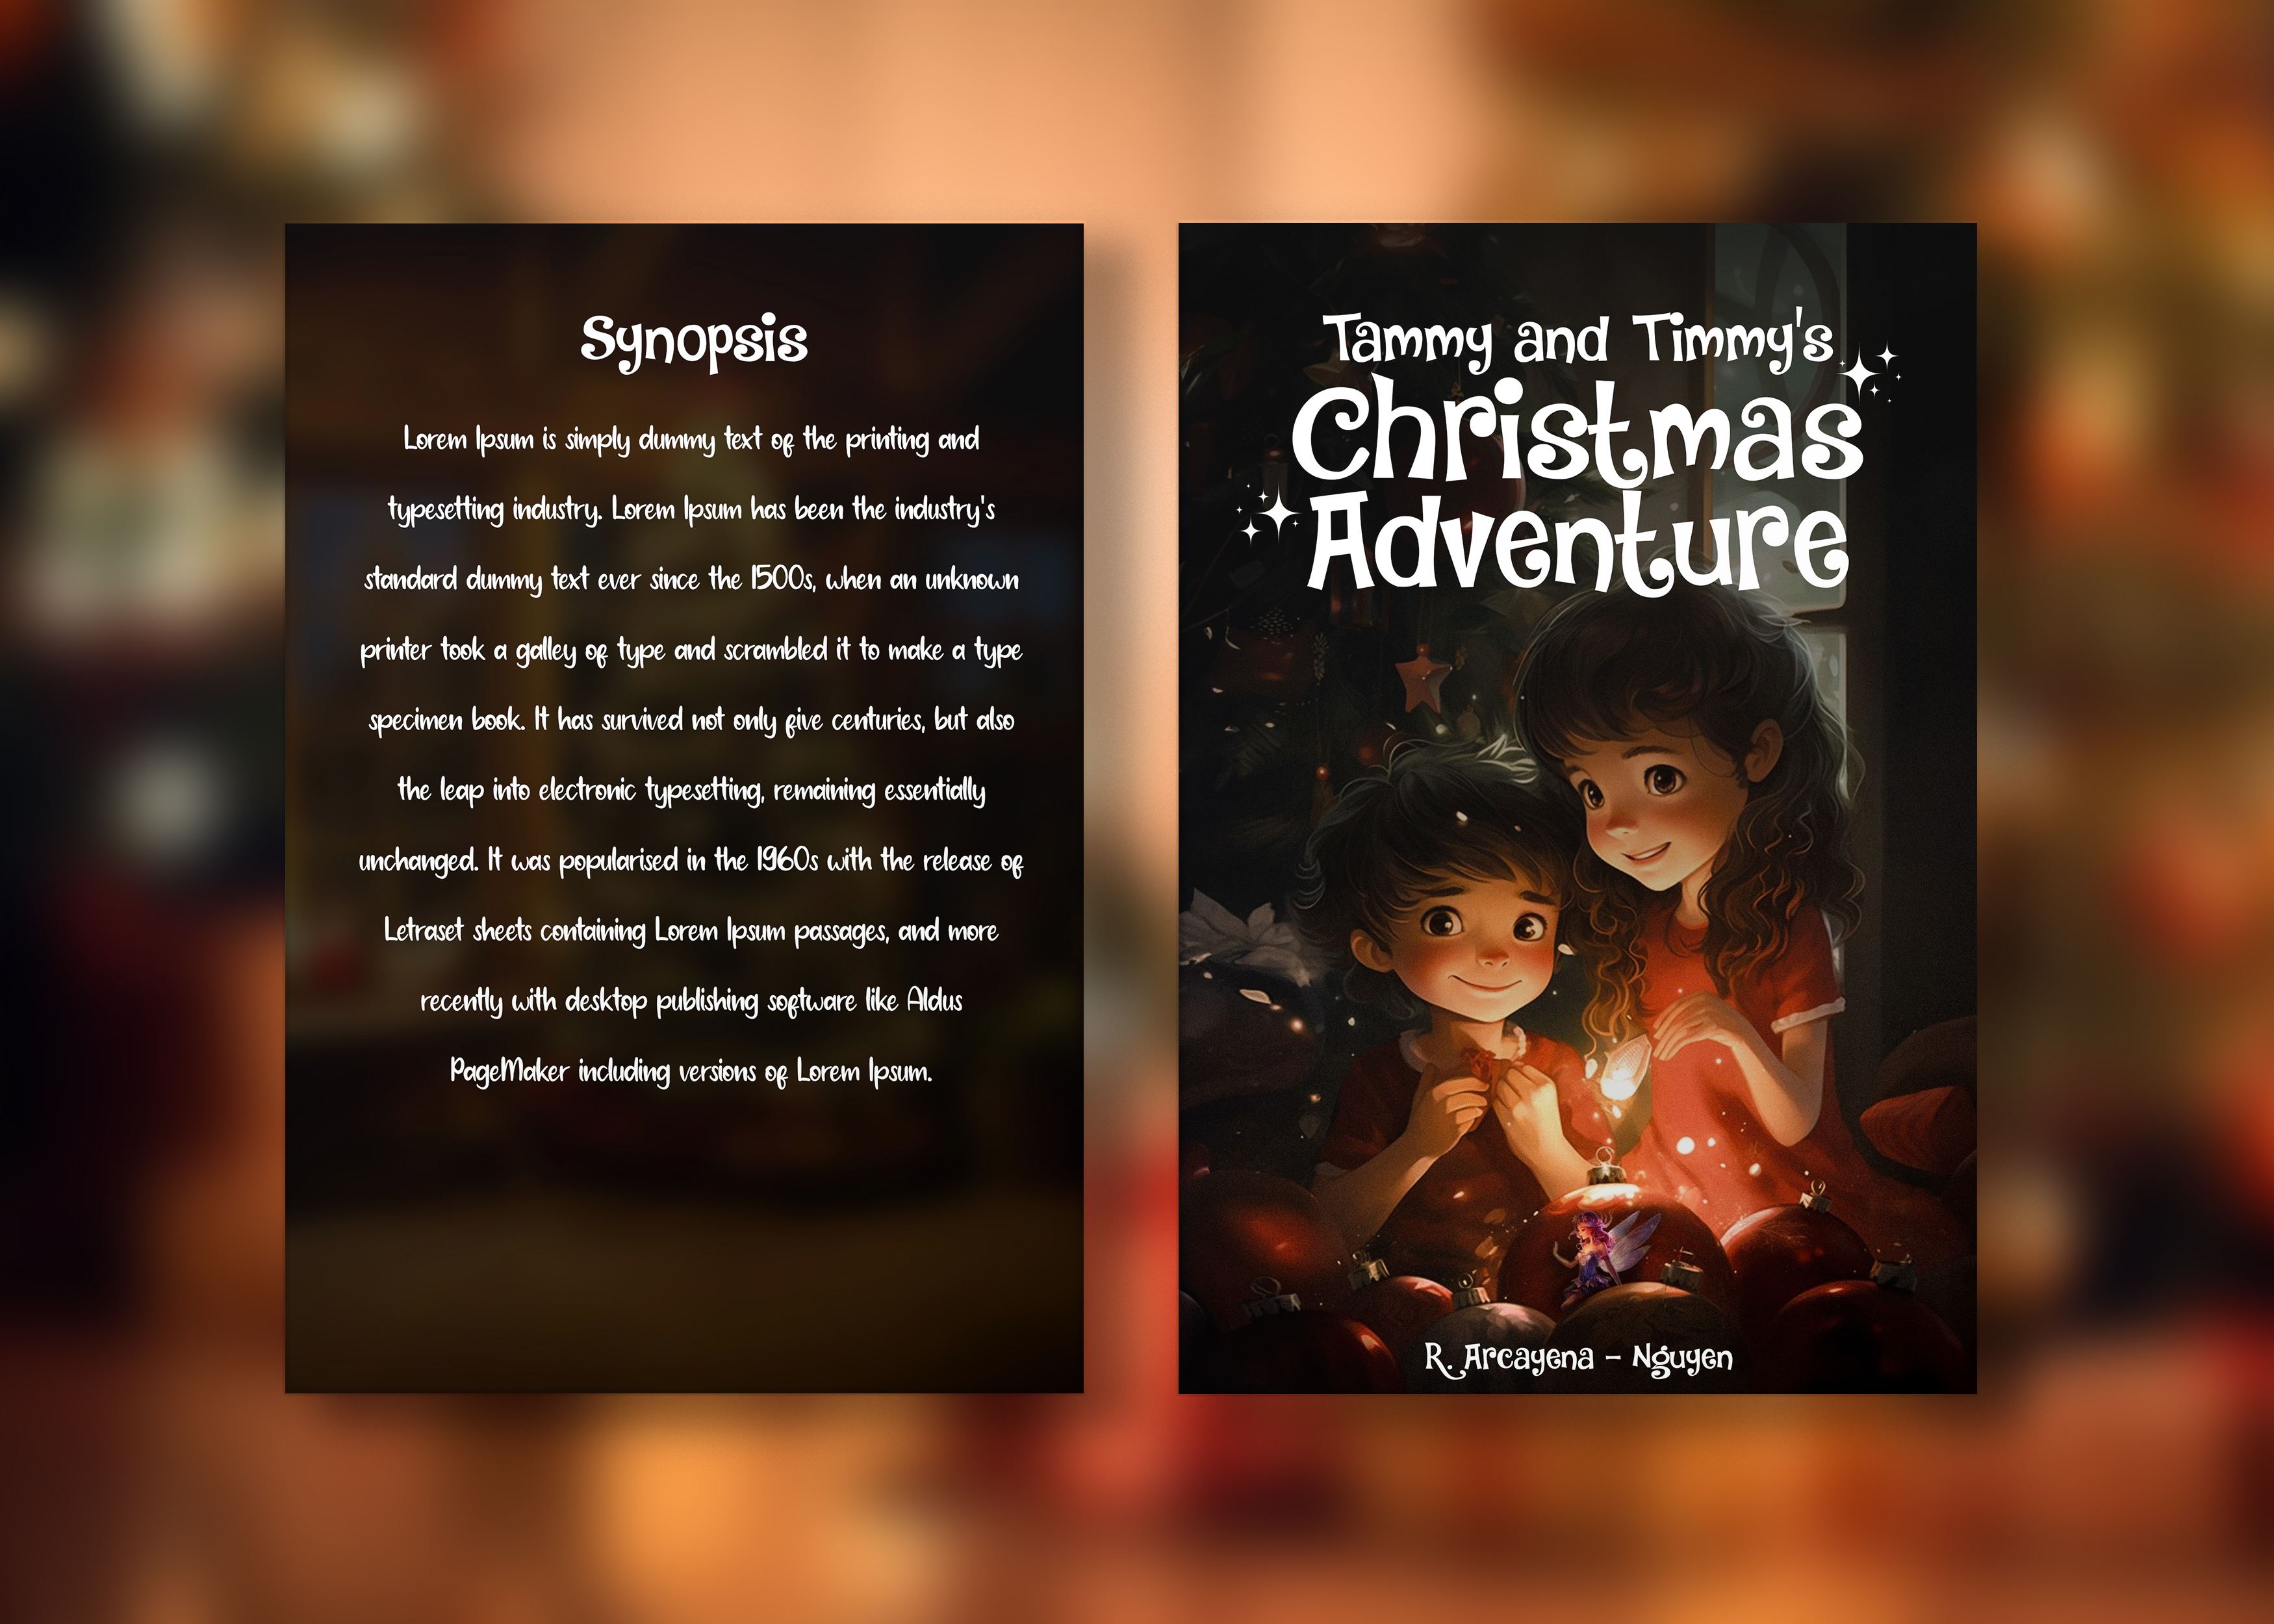 Synopsis
Lorem Ipsum is simply dummy text of the printing and
typesetting industry. Lorem Ipsum has been the industry's
standard dummy text ever since the 1500s, when an unknown
printer took a galley of type and scrambled it to make a type
specimen book. It has survived not only five centuries, but also
the leap into electronic typesetting, remaining essentially
unchanged. It was popularised in the 1960s with the release of
Letraset sheets containing Lorem Ipsum passages, and more
recently with desktop publishing software like Aldus
PageMaker including versions of Lorem Ipsum.
Tammy and Timmy's
Christmas
Adventure
R. Arcayena - Nguyen